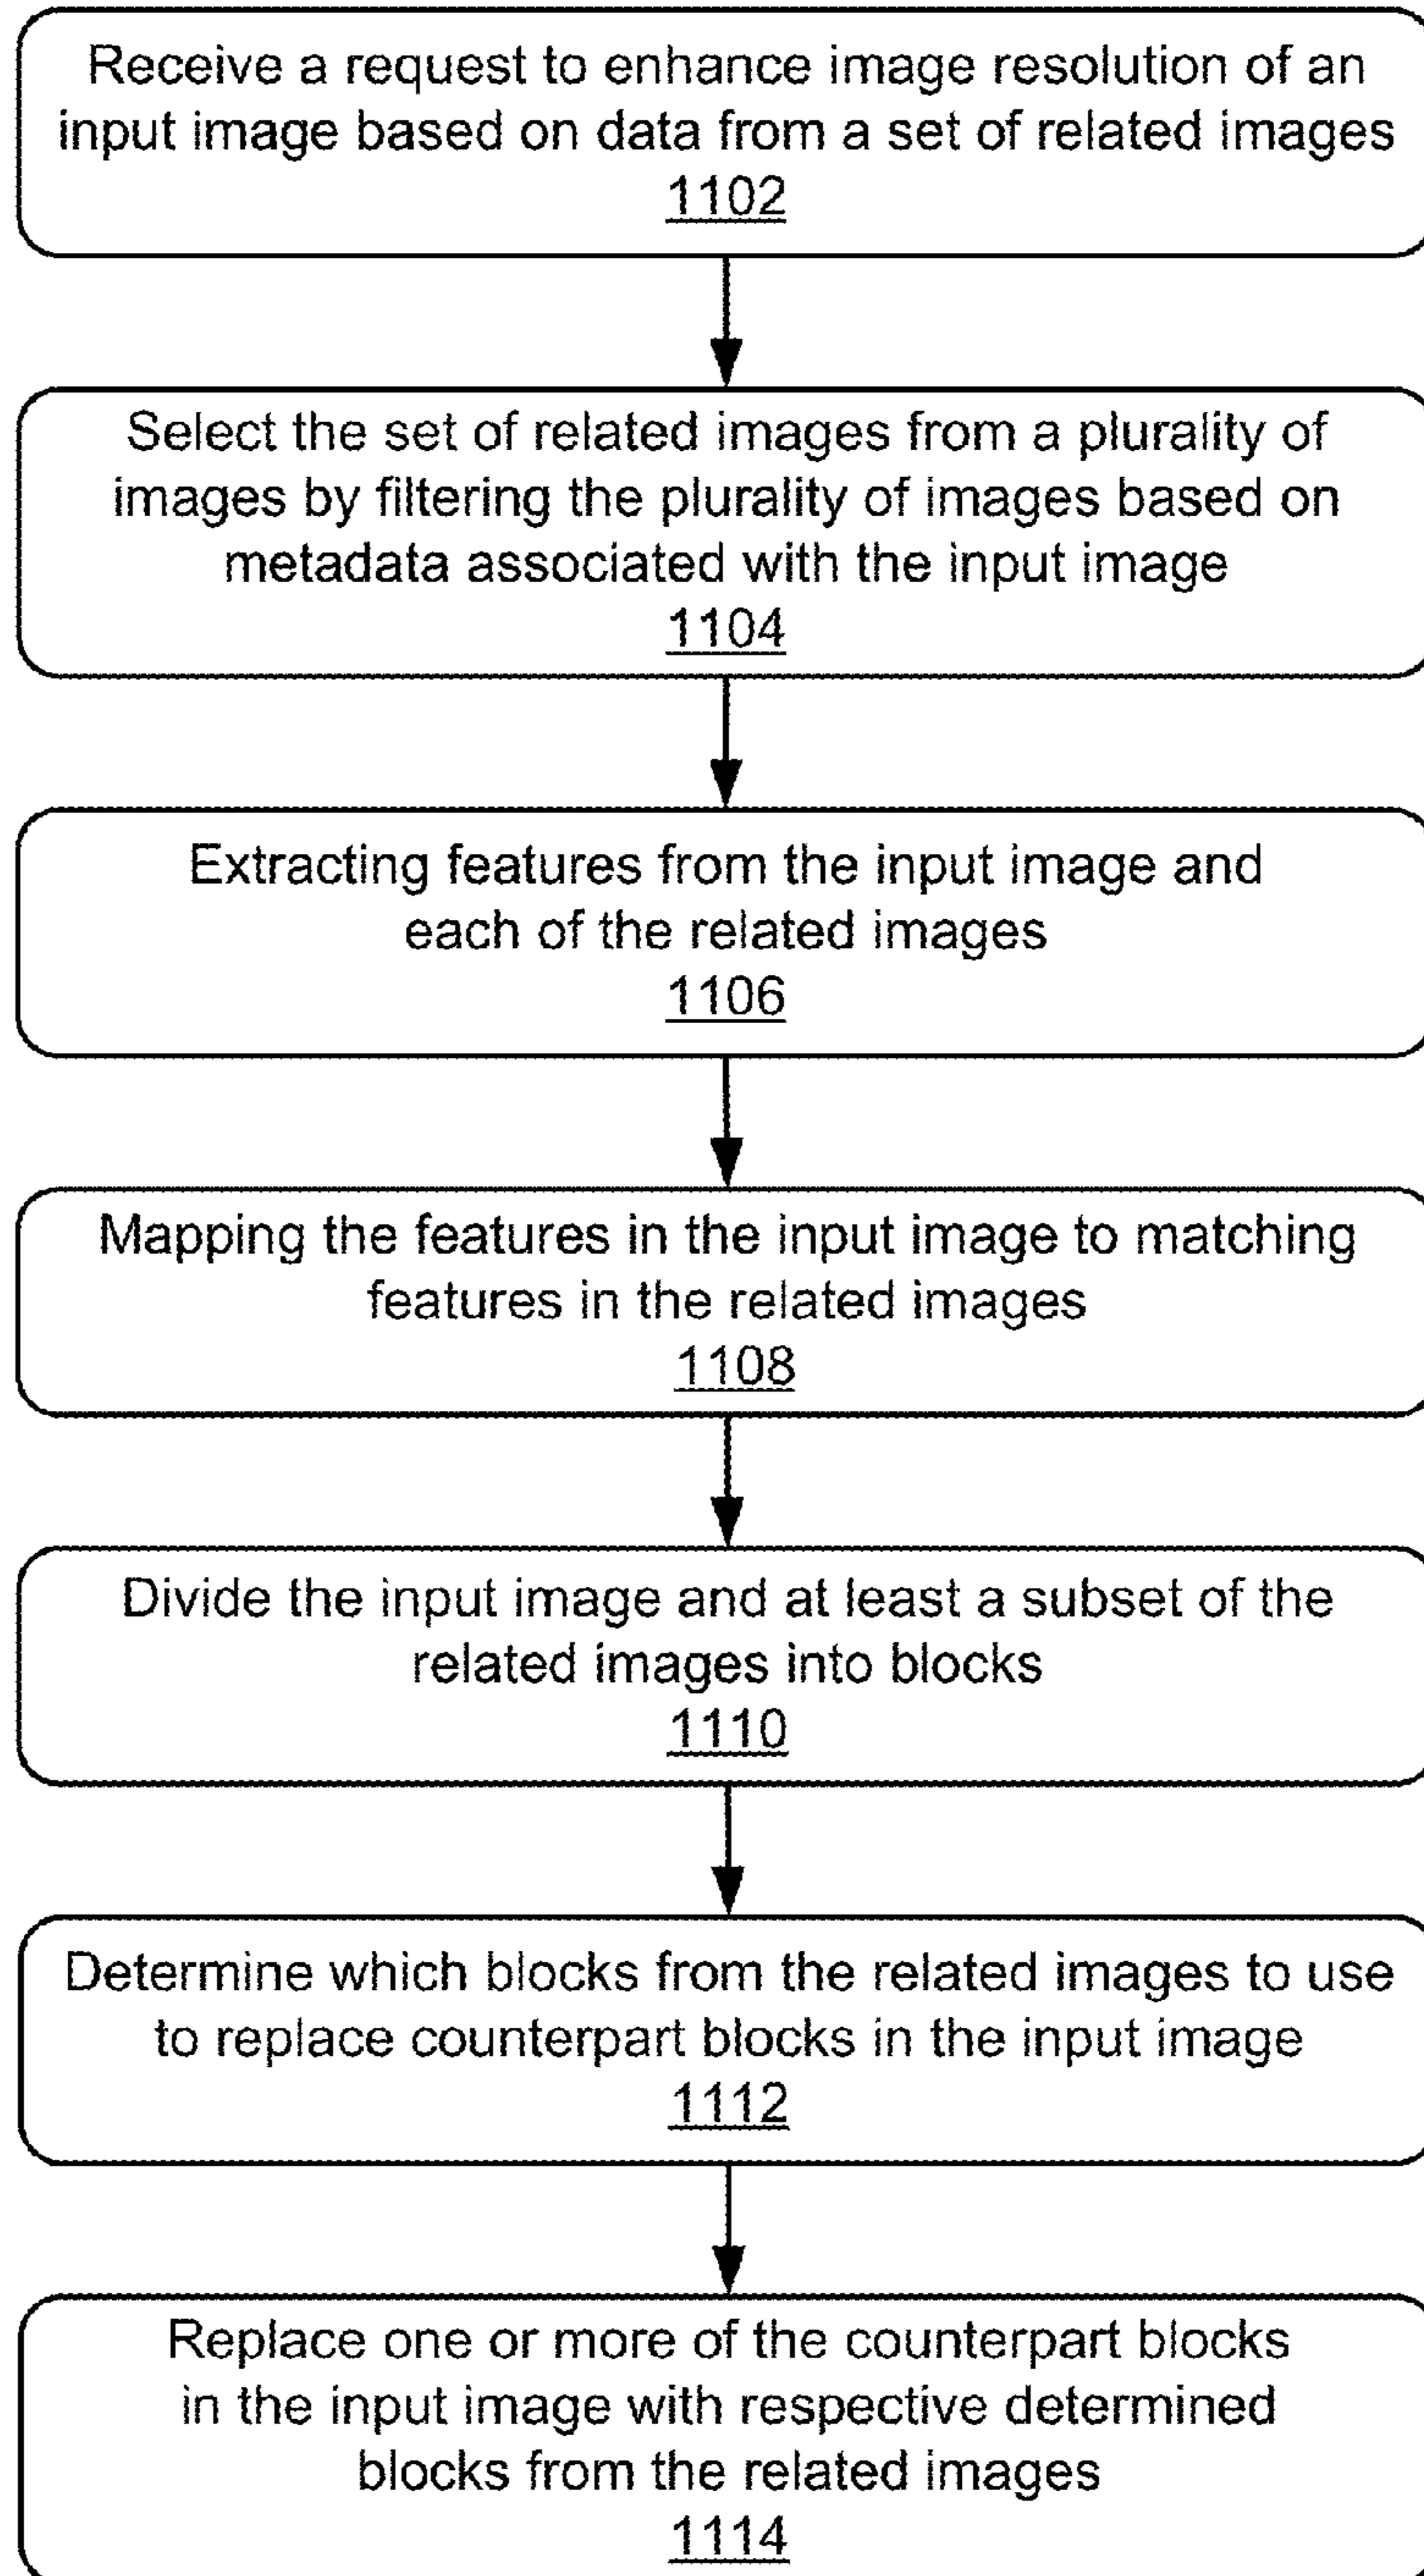 Receive a request to enhance image resolution of an
input image based on data from a set of related images
1102
Select the set of related images from a plurality of
images by filtering the plurality of images based on
metadata associated with the input image
1104
Extracting features from the input image and
each of the related images
1106
Mapping the features in the input image to matching
features in the related images
1108
Divide the input image and at least a subset of the
related images into blocks
1110
Determine which blocks from the related images to use
to replace counterpart blocks in the input image
1112
Replace one or more of the counterpart blocks
in the input image with respective determined
blocks from the related images
1114